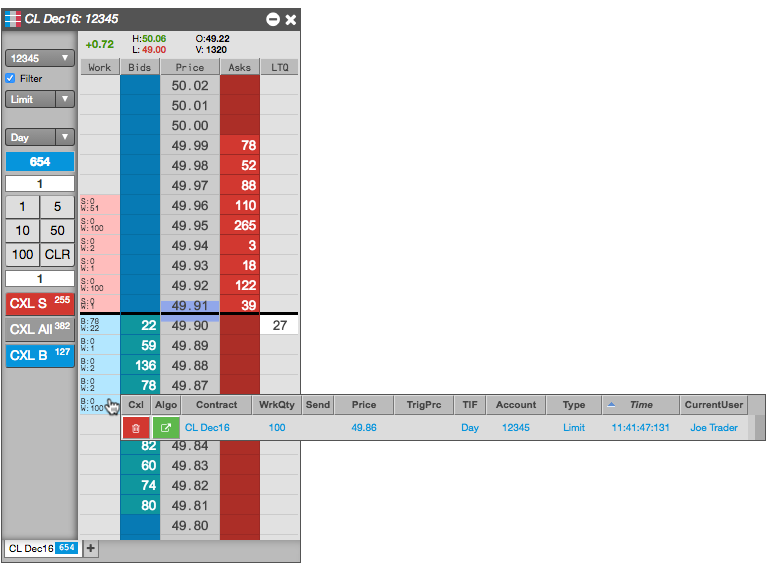 CL Dec16: 12345
+0.72 H:50.06 O:49.22
L: 49.00 V: 1320
12345
Filter
Limit
Day
654
1
1 5
10 50
100 CLR
1
CXL S 255
CXL All 382
CXL B 127
Work Bids Price Asks LTQ
50.02
50.01
50.00
49.99 78
49.98 52
49.97 88
S:0
W:51
49.96 110
S:0
W:100
49.95 265
S:0
W:2
49.94 3
S:0
W:1
49.93 18
S:0
W:100
49.92 122
S:0
W:1
49.91 39
B:78
W:22
22 49.90 27
B:0
W:1
59 49.89
B:0
W:2
136 49.88
B:0
W:2
78 49.87
B:0
W:100
Cxl Algo Contract WrkQty Send Price TrigPrc TIF Account Type Time CurrentUser
CL Dec16 100 49.86 Day 12345 Limit 11:41:47:131 Joe Trader
82 49.84
60 49.83
74 49.82
80 49.81
49.80
CL Dec16 654 +